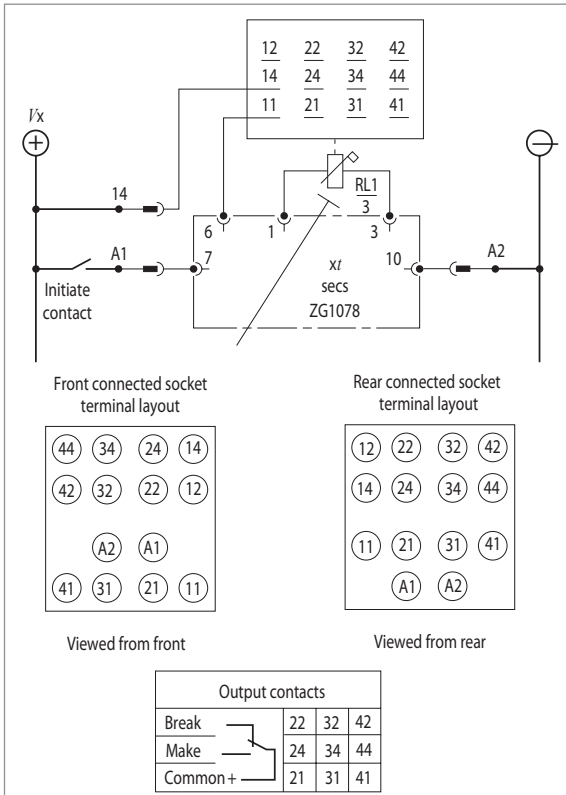 12 22 32 42
14 24 34 44
11 21 31 41
Vx
+
14
RL1
3
6
1
3
A1
7
xt
secs
ZG1078
10
A2
Initiate
contact
Front connected socket
terminal layout
44 34 24 14
42 32 22 12
A2 A1
41 31 21 11
Viewed from front
Rear connected socket
terminal layout
12 22 32 42
14 24 34 44
11 21 31 41
A1 A2
Viewed from rear
Output contacts
Break 22 32 42
Make 24 34 44
Common + 21 31 41